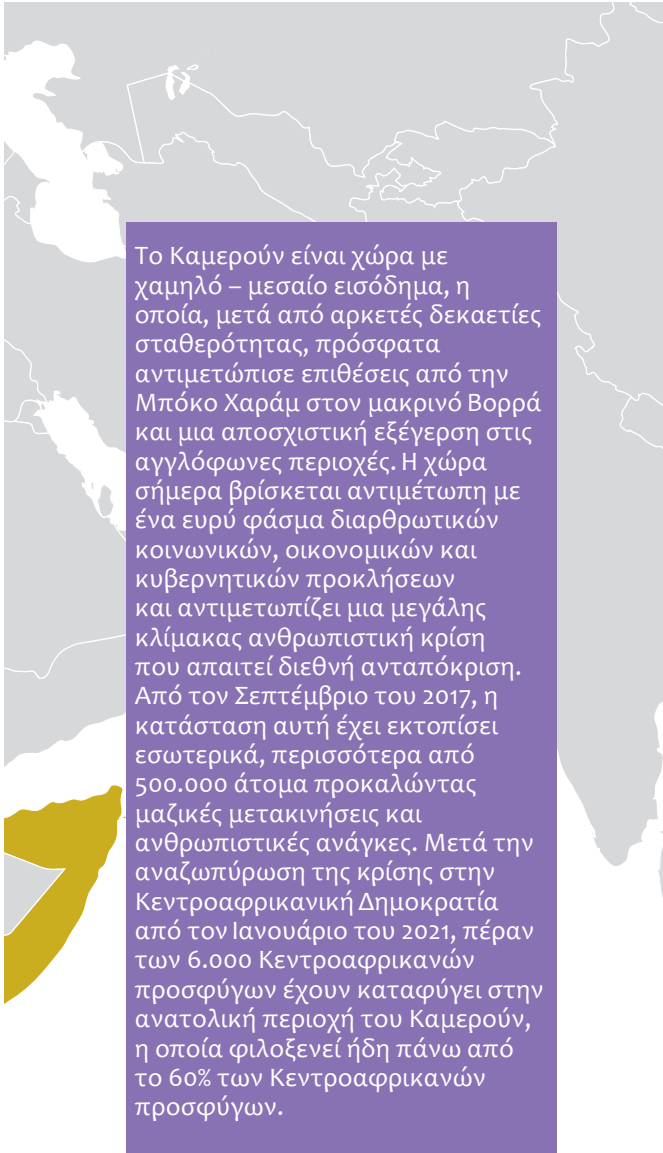 Το Καμερούν είναι χώρα με
χαμηλό – μεσαίο εισόδημα, η
οποία, μετά από αρκετές δεκαετίες
σταθερότητας, πρόσφατα
αντιμετώπισε επιθέσεις από την
Μπόκο Χαράμ στον μακρινό Βορρά
και μια αποσχιστική εξέγερση στις
αγγλόφωνες περιοχές. Η χώρα
σήμερα βρίσκεται αντιμέτωπη με
ένα ευρύ φάσμα διαρθρωτικών
κοινωνικών, οικονομικών και
κυβερνητικών προκλήσεων
και αντιμετωπίζει μια μεγάλης
κλίμακας ανθρωπιστική κρίση
που απαιτεί διεθνή ανταπόκριση.
Από τον Σεπτέμβριο του 2017, η
κατάσταση αυτή έχει εκτοπίσει
εσωτερικά, περισσότερα από
500.000 άτομα προκαλώντας
μαζικές μετακινήσεις και
ανθρωπιστικές ανάγκες. Μετά την
αναζωπύρωση της κρίσης στην
Κεντροαφρικανική Δημοκρατία
από τον Ιανουάριο του 2021, πέραν
των 6.000 Κεντροαφρικανών
προσφύγων έχουν καταφύγει στην
ανατολική περιοχή του Καμερούν,
η οποία φιλοξενεί ήδη πάνω από
το 60% των Κεντροαφρικανών
προσφύγων.